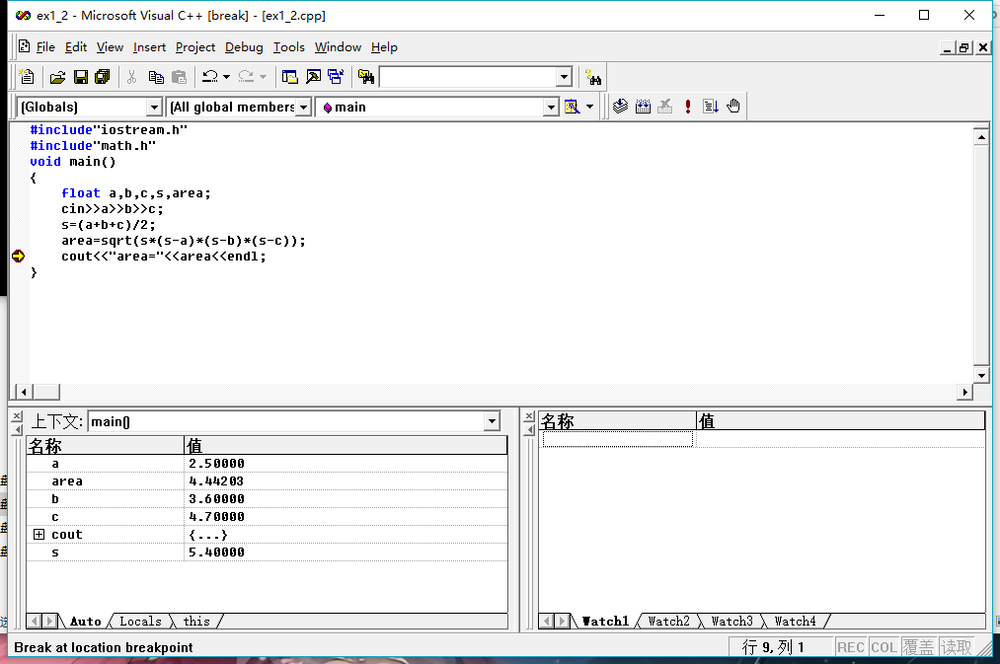 ex1_2 - Microsoft Visual C++ [break] - [ex1_2.cpp]
File Edit View Insert Project Debug Tools Window Help
(Globals) (All global members main
#include"iostream.h"
#include"math.h"
void main()
{
float a,b,c,s,area;
cin>>a>>b>>c;
s=(a+b+c)/2;
area=sqrt(s*(s-a)*(s-b)*(s-c));
cout<<"area="<<area<<endl;
}
上下文: main()
名称 值
a 2.50000
area 4.44203
b 3.60000
c 4.70000
cout {...}
s 5.40000
Auto Locals this
名称 值
Watch1 Watch2 Watch3 Watch4
Break at location breakpoint
行 9, 列 1 REC COL 覆盖 读取